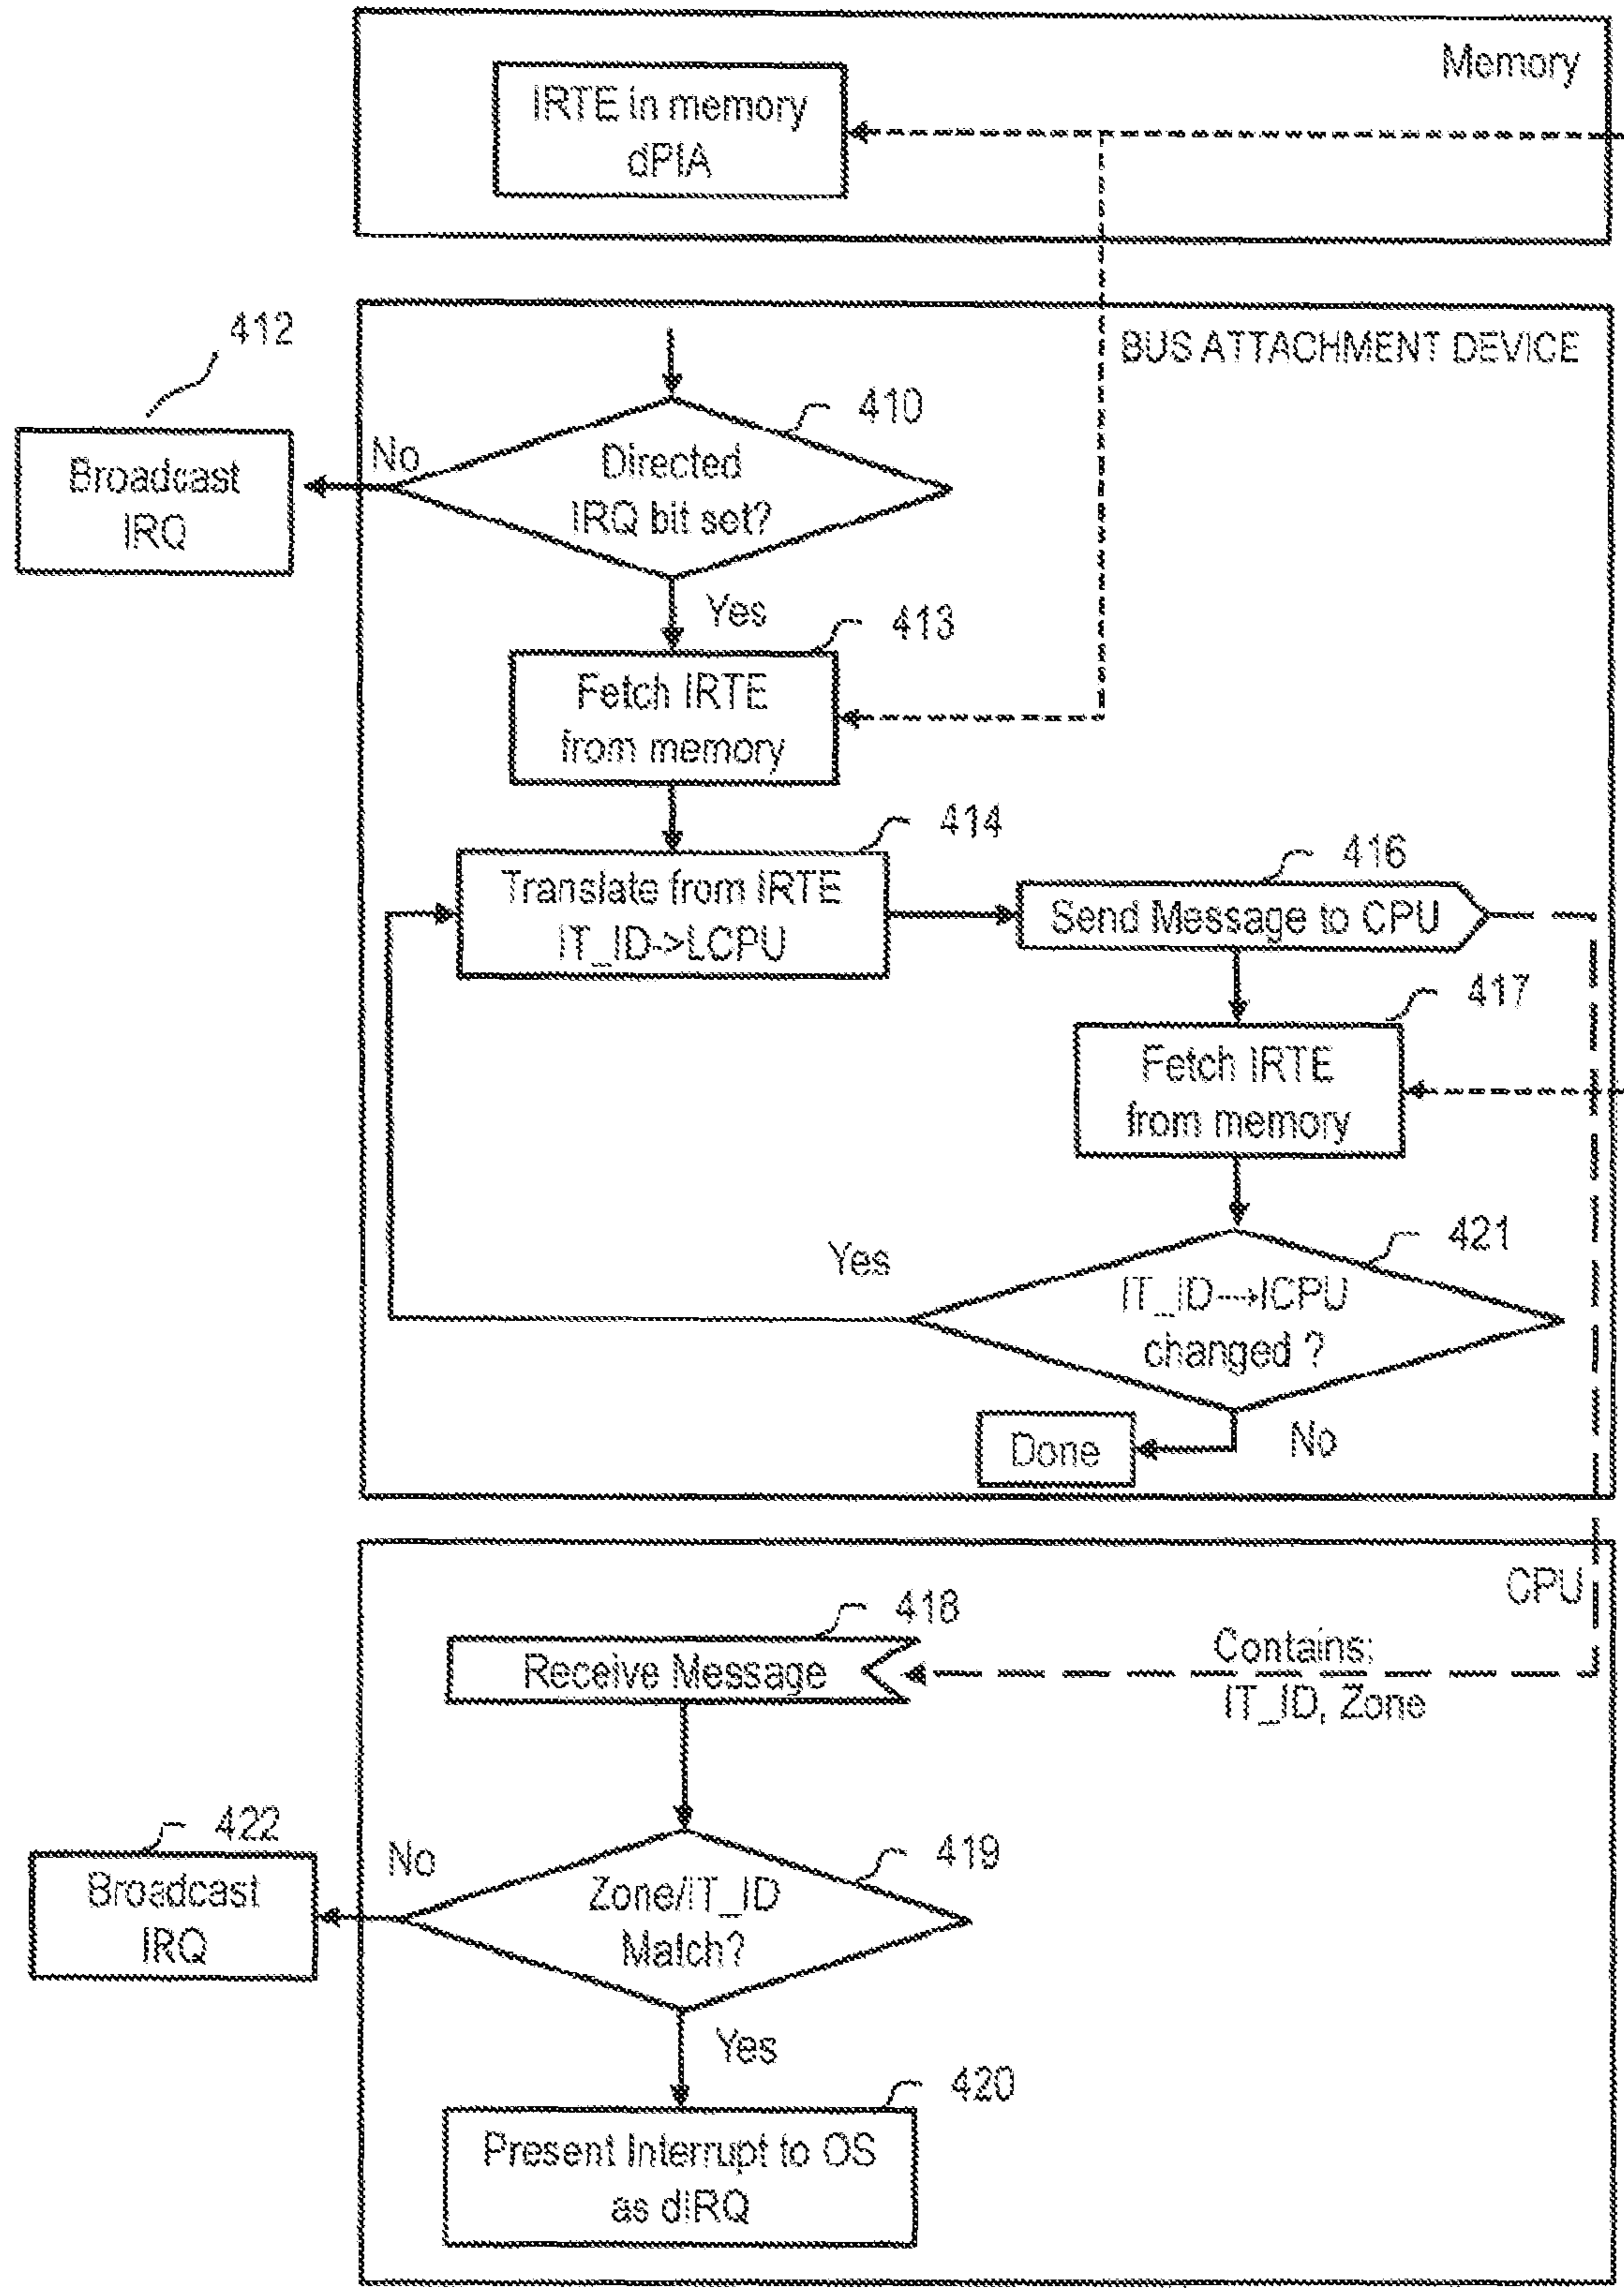 Memory
IRTE in memory
dPIA
BUS ATTACHMENT DEVICE
412
410
Broadcast
IRQ
No
Directed
IRQ bit set?
Yes
413
Fetch IRTE
from memory
414
Translate from IRTE
IT_ID->LCPU
416
Send Message to CPU
417
Fetch IRTE
from memory
421
Yes
IT_ID→lCPU
changed ?
Done
No
CPU
418
Receive Message
Contains:
IT_ID, Zone
422
Broadcast
IRQ
No
419
Zone/IT_ID
Match?
Yes
420
Present Interrupt to OS
as dIRQ